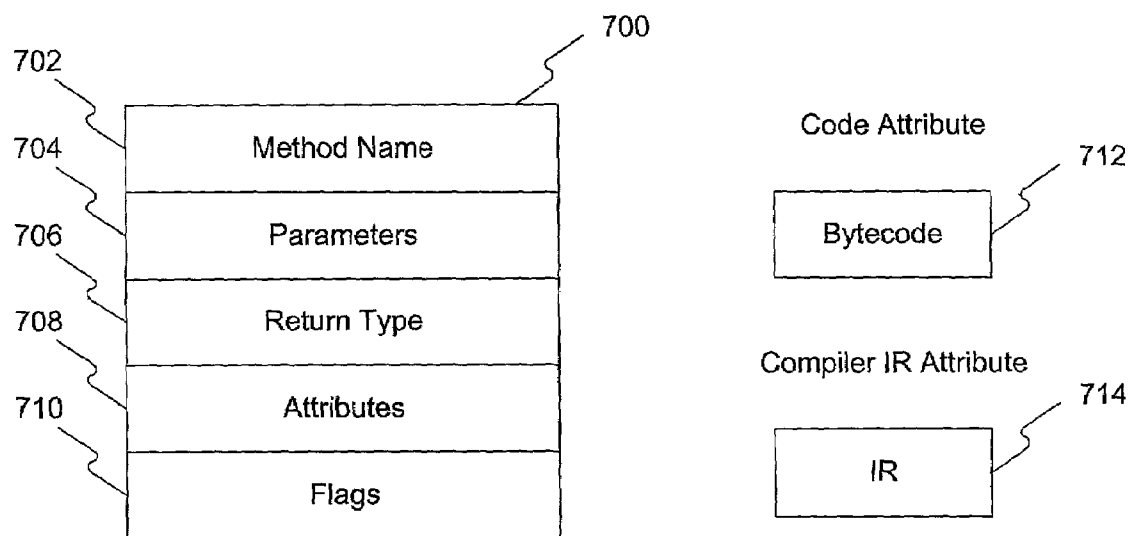 700
702
Method Name
704
Parameters
706
Return Type
708
Attributes
710
Flags
Code Attribute
712
Bytecode
Compiler IR Attribute
714
IR